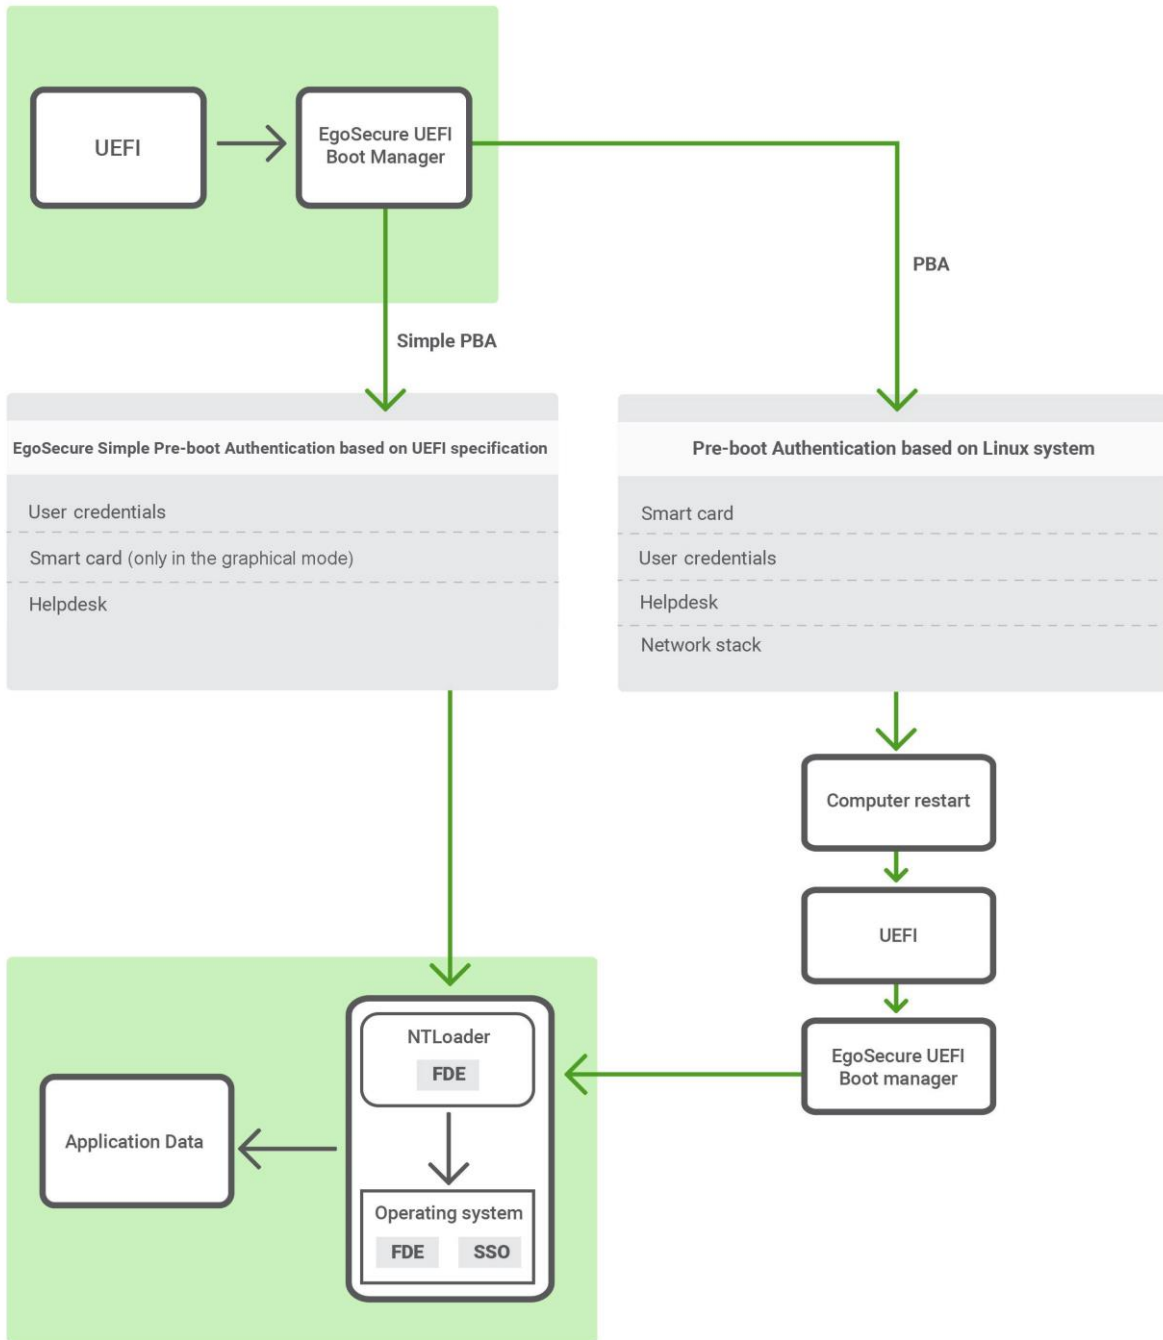 UEFI
EgoSecure UEFI
Boot Manager
PBA
Simple PBA
EgoSecure Simple Pre-boot Authentication based on UEFI specification
User credentials
Smart card (only in the graphical mode)
Helpdesk
Pre-boot Authentication based on Linux system
Smart card
User credentials
Helpdesk
Network stack
Computer restart
UEFI
EgoSecure UEFI
Boot manager
NTLoader
FDE
Operating system
FDE SSO
Application Data